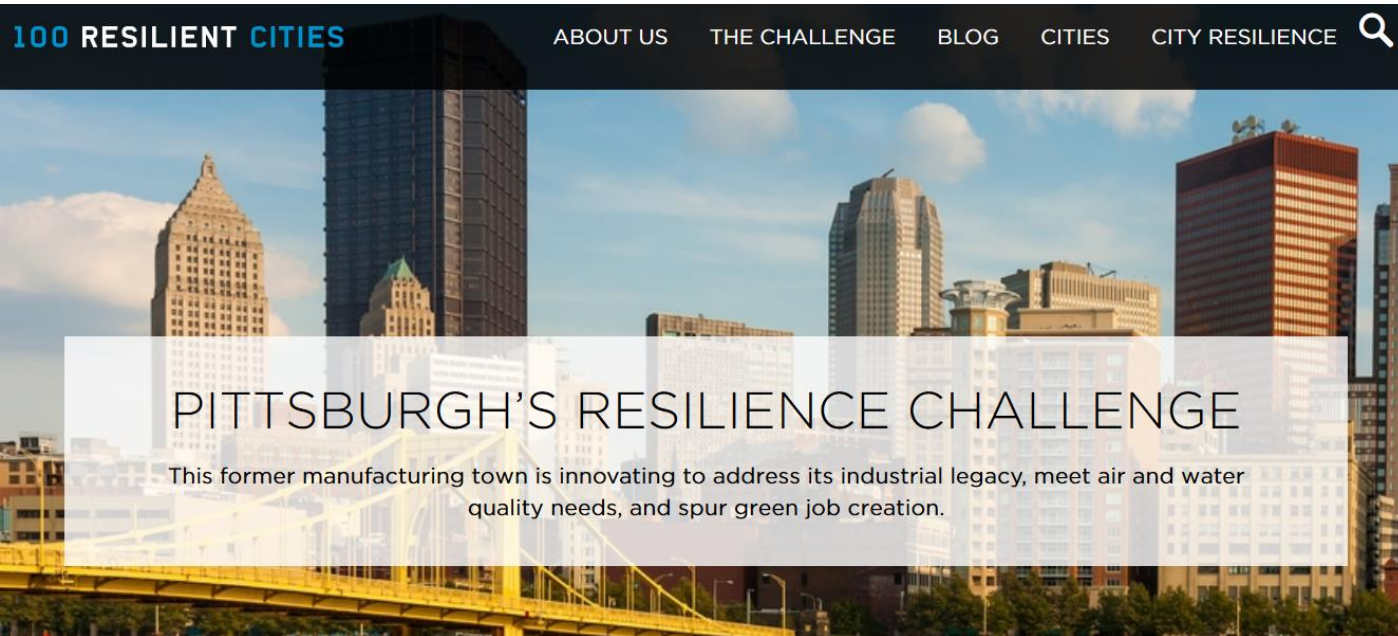 100 RESILIENT CITIES
ABOUT US THE CHALLENGE BLOG CITIES CITY RESILIENCE
PITTSBURGH'S RESILIENCE CHALLENGE
This former manufacturing town is innovating to address its industrial legacy, meet air and water
quality needs, and spur green job creation.